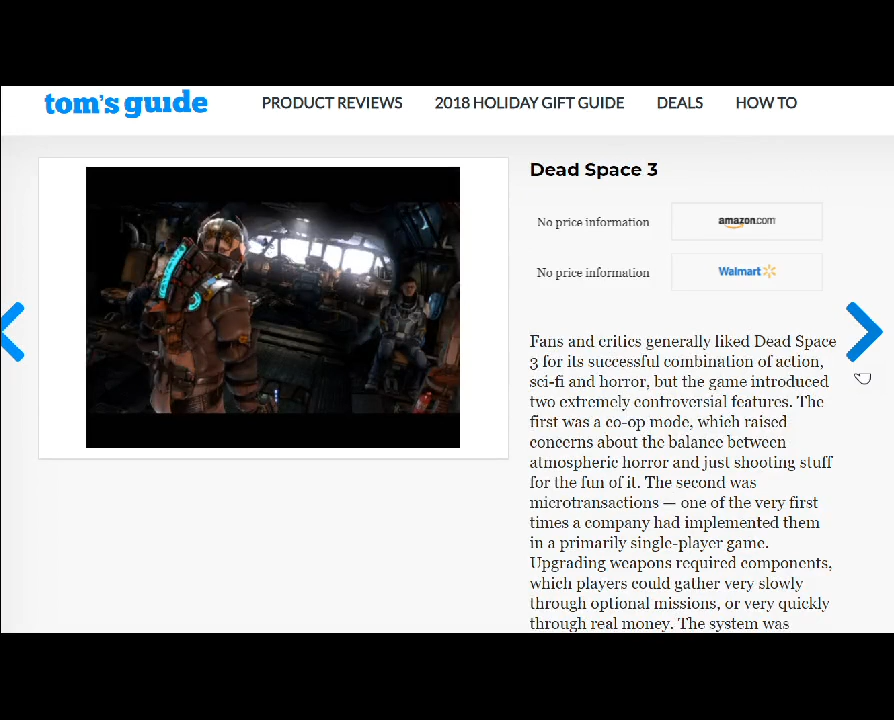 tom's guide
PRODUCT REVIEWS 2018 HOLIDAY GIFT GUIDE DEALS HOW TO
Dead Space 3
No price information amazon.com
No price information Walmart
Fans and critics generally liked Dead Space
3 for its successful combination of action,
sci-fi and horror, but the game introduced
two extremely controversial features. The
first was a co-op mode, which raised
concerns about the balance between
atmospheric horror and just shooting stuff
for the fun of it. The second was
microtransactions — one of the very first
times a company had implemented them
in a primarily single-player game.
Upgrading weapons required components,
which players could gather very slowly
through optional missions, or very quickly
through real money. The system was